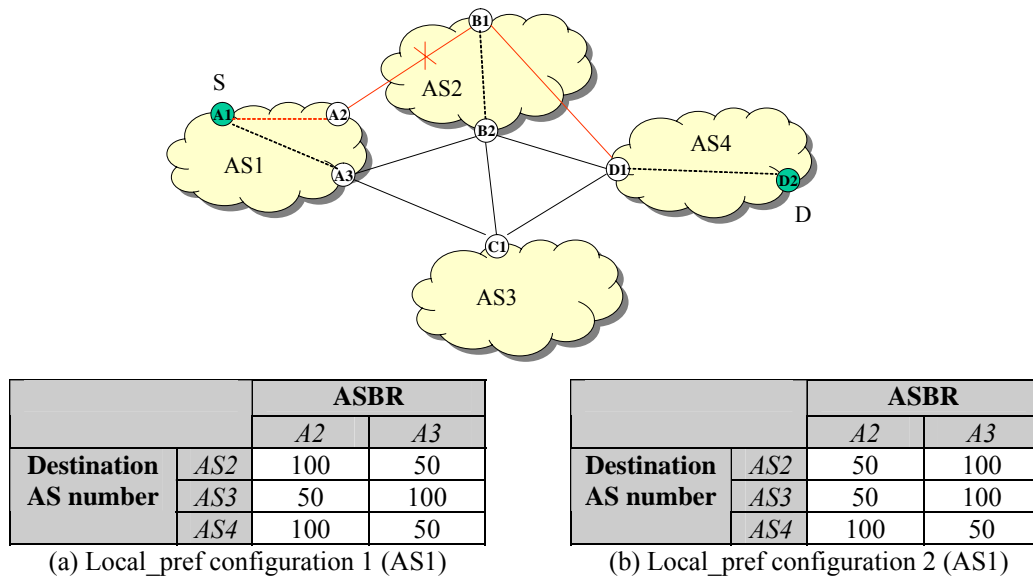 B1
AS2
S
A1
A2
B2
AS4
AS1
A3
D1
D2
D
C1
AS3
ASBR
A2 A3
Destination AS number
AS2 100 50
AS3 50 100
AS4 100 50
(a) Local_pref configuration 1 (AS1)
ASBR
A2 A3
Destination AS number
AS2 50 100
AS3 50 100
AS4 100 50
(b) Local_pref configuration 2 (AS1)